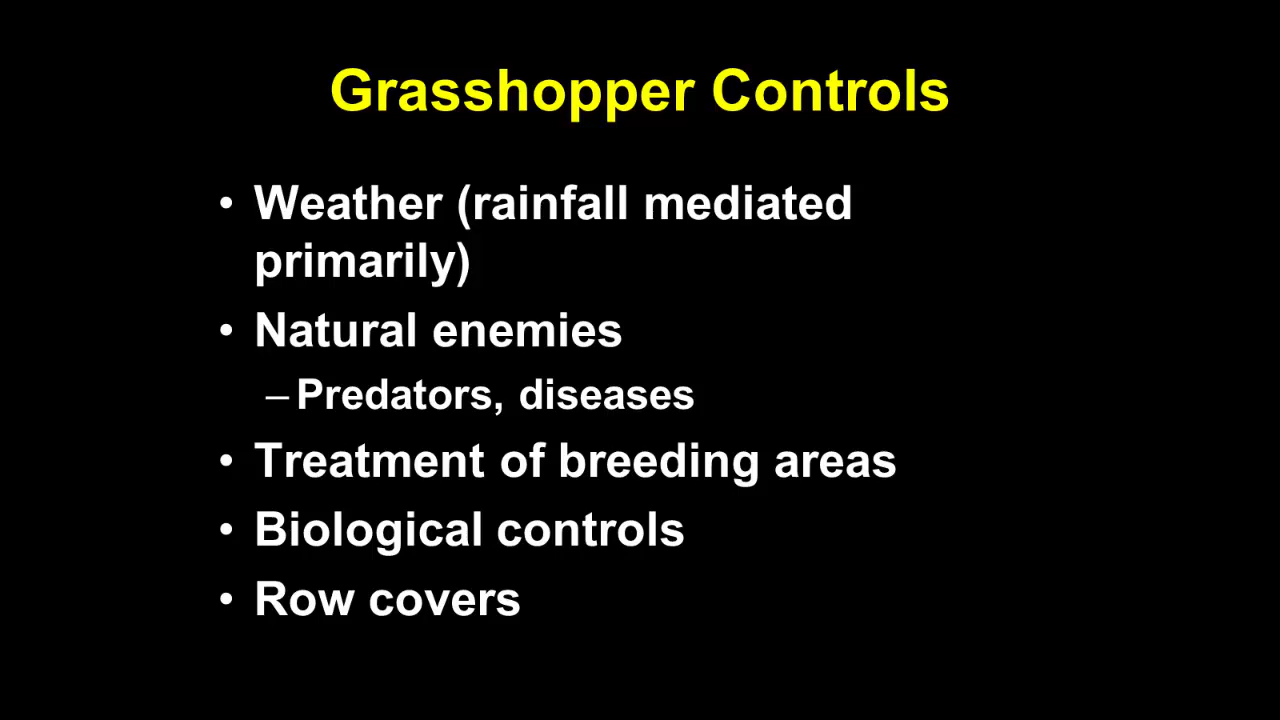 Grasshopper Controls
• Weather (rainfall mediated
primarily)
• Natural enemies
– Predators, diseases
• Treatment of breeding areas
• Biological controls
• Row covers